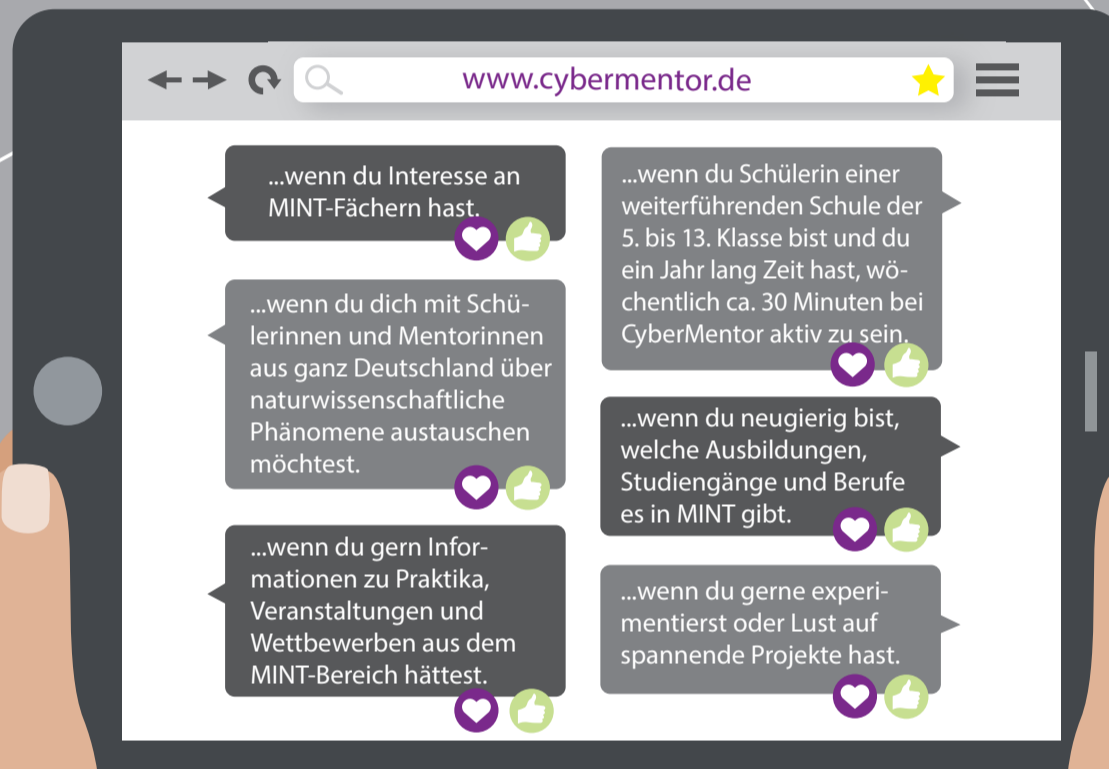 www.cybermentor.de
...wenn du Interesse an
MINT-Fächern hast.
...wenn du dich mit Schü-
lerinnen und Mentorinnen
aus ganz Deutschland über
naturwissenschaftliche
Phänomene austauschen
möchtest.
...wenn du gern Infor-
mationen zu Praktika,
Veranstaltungen und
Wettbewerben aus dem
MINT-Bereich hättest.
...wenn du Schülerin einer
weiterführenden Schule der
5. bis 13. Klasse bist und du
ein Jahr lang Zeit hast, wö-
chentlich ca. 30 Minuten bei
CyberMentor aktiv zu sein.
...wenn du neugierig bist,
welche Ausbildungen,
Studiengänge und Berufe
es in MINT gibt.
...wenn du gerne experi-
mentierst oder Lust auf
spannende Projekte hast.